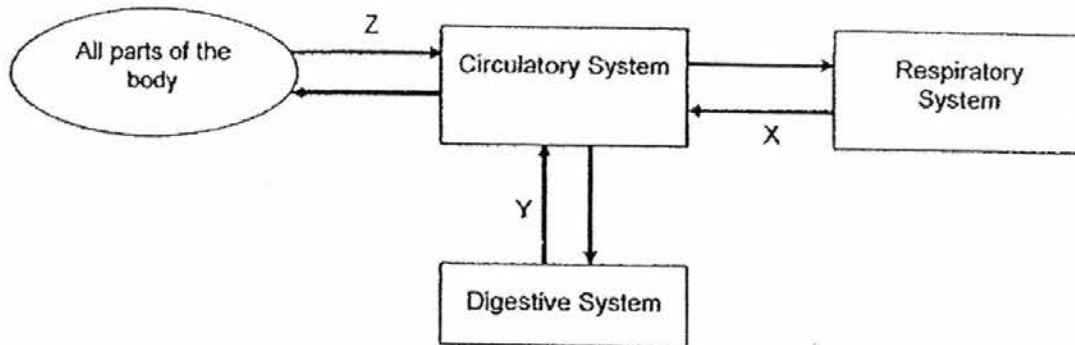 All parts of the
body
Z
Circulatory System
Respiratory
System
X
Y
Digestive System